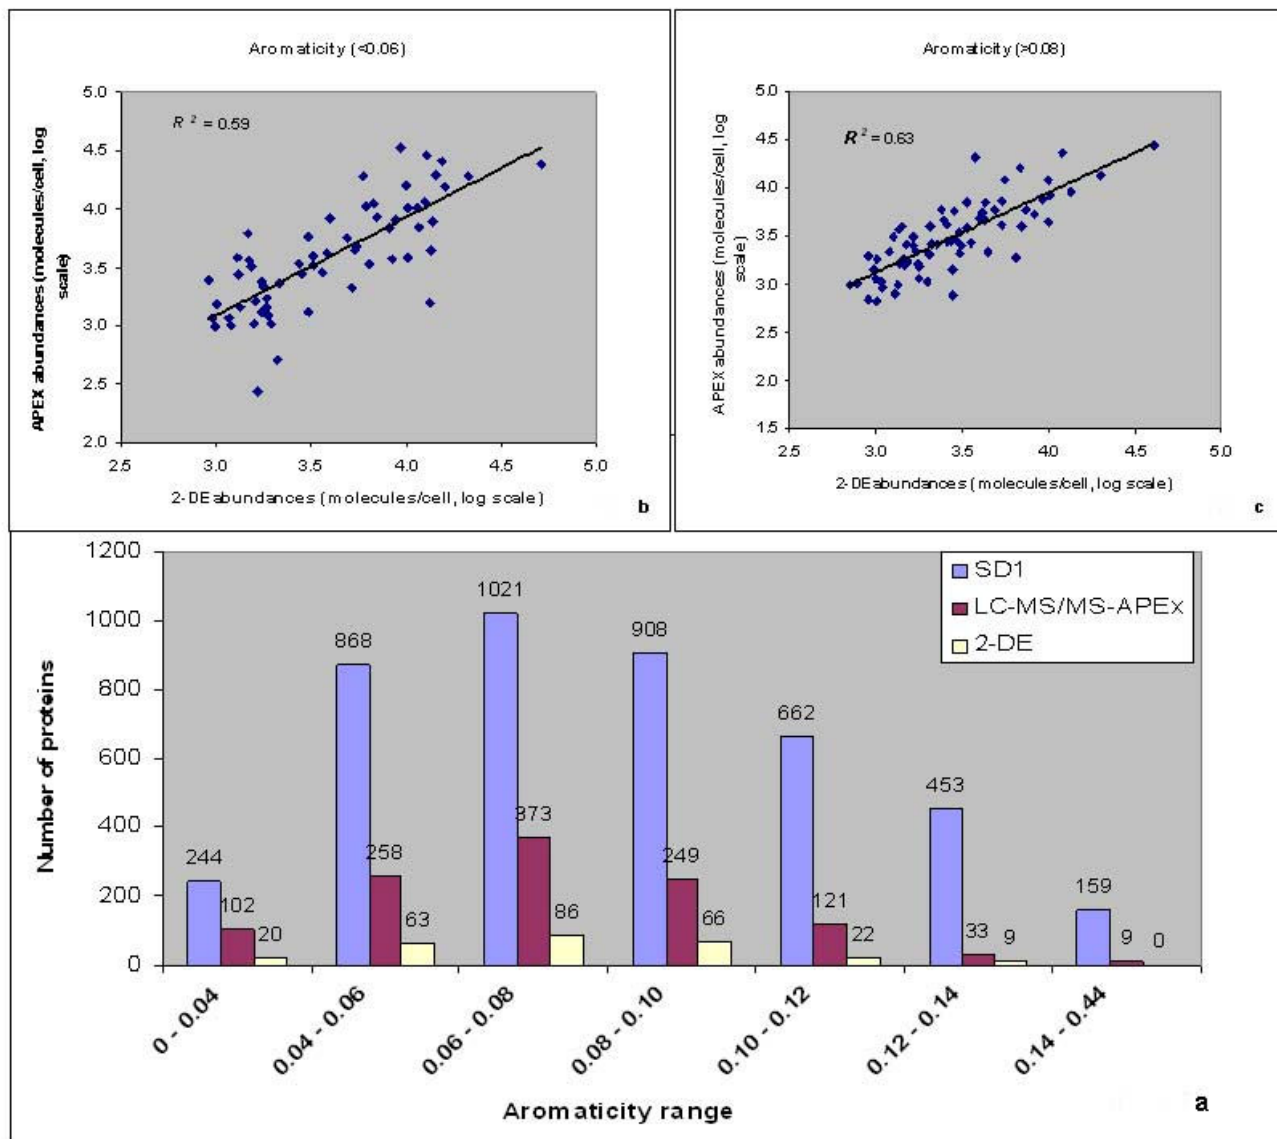 Aromaticity (<0.06)
5.0
4.5
4.0
3.5
3.0
2.5
2.0
R² = 0.59
APEX abundances (molecules/cell, log
scale)
2.5 3.0 3.5 4.0 4.5 5.0
2-DE abundances (molecules/cell, log scale)
b
Aromaticity (>0.08)
5.0
4.5
4.0
3.5
3.0
2.5
2.0
1.5
R² = 0.63
APEX abundances (molecules/cell, log
scale)
2.5 3.0 3.5 4.0 4.5 5.0
2-DE abundances (molecules/cell, log scale)
c
1200
1000
800
600
400
200
0
Number of proteins
SD1
LC-MS/MS-APEx
2-DE
244 102 20
868 258 63
1021 373 86
908 249 66
662 121 22
453 33 9
159 9 0
0 - 0.04
0.04 - 0.06
0.06 - 0.08
0.08 - 0.10
0.10 - 0.12
0.12 - 0.14
0.14 - 0.44
Aromaticity range
a